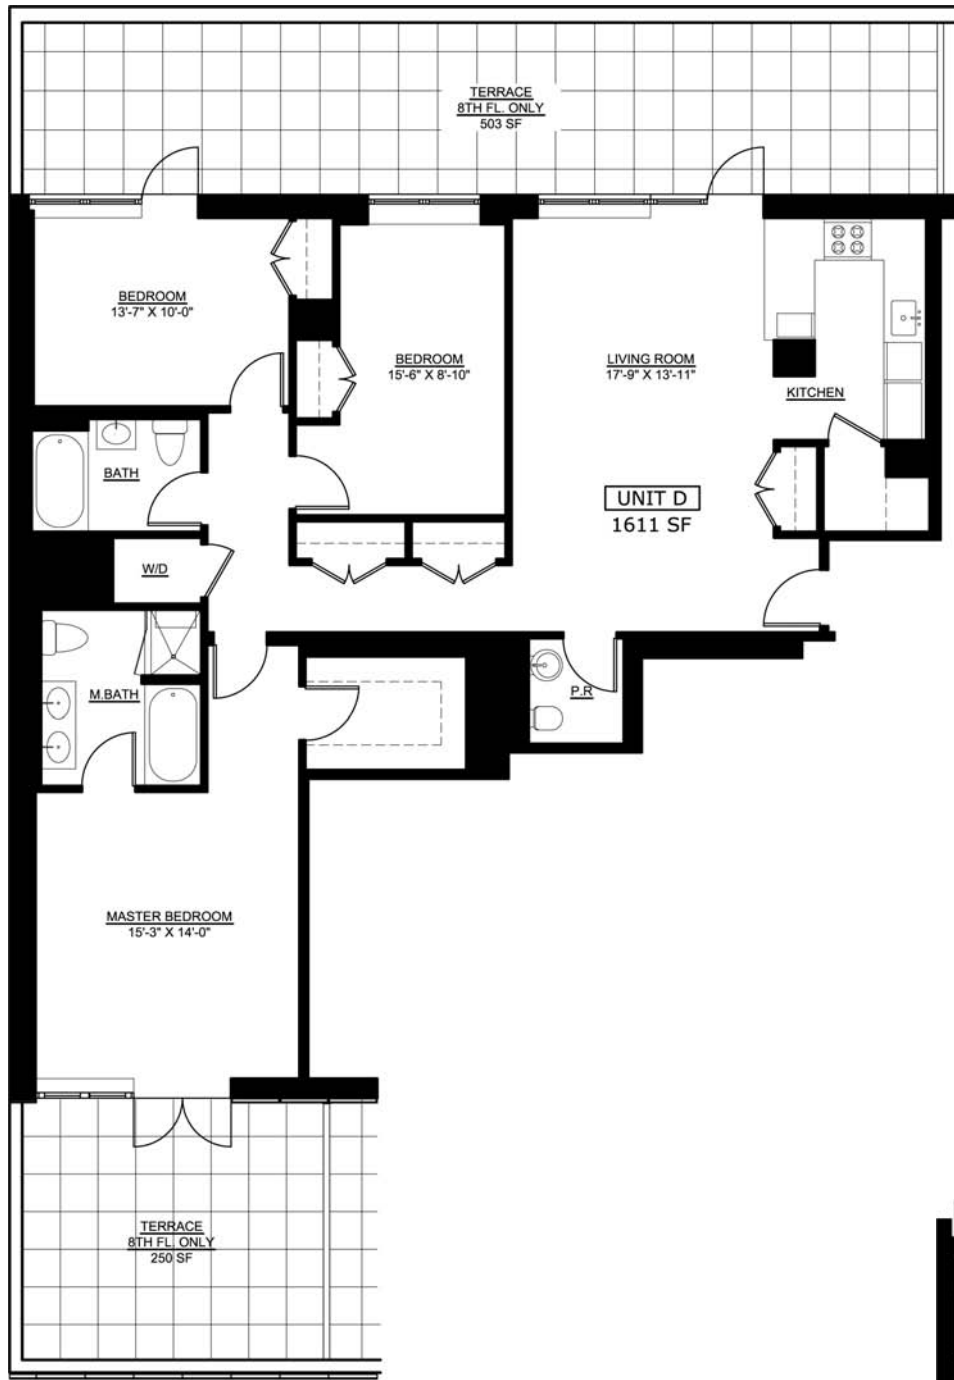 TERRACE
8TH FL. ONLY
503 SF
BEDROOM
13'-7" X 10'-0"
BEDROOM
15'-6" X 8'-10"
LIVING ROOM
17'-9" X 13'-11"
KITCHEN
BATH
UNIT D
1611 SF
W/D
M.BATH
P.R
MASTER BEDROOM
15'-3" X 14'-0"
TERRACE
8TH FL. ONLY
250 SF